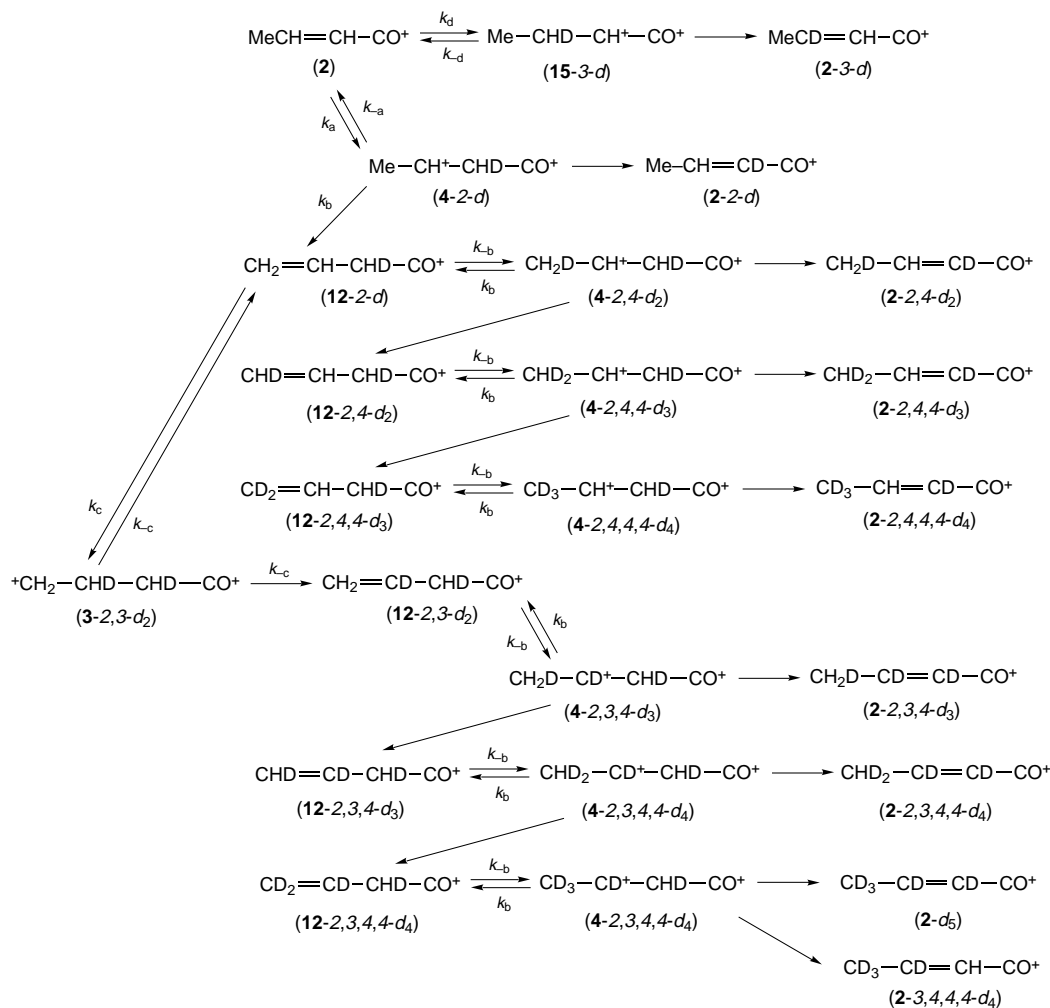 k_d
MeCH=CH–CO⁺ Me–CHD–CH⁺–CO⁺ MeCD=CH–CO⁺
k_–d
(2) (15-3-d) (2-3-d)
k_–a
k_a
Me–CH⁺–CHD–CO⁺ Me–CH=CD–CO⁺
(4-2-d) (2-2-d)
k_b
k_–b
CH₂=CH–CHD–CO⁺ CH₂D–CH⁺–CHD–CO⁺ CH₂D–CH=CD–CO⁺
k_b
(12-2-d) (4-2,4-d₂) (2-2,4-d₂)
k_–b
CHD=CH–CHD–CO⁺ CHD₂–CH⁺–CHD–CO⁺ CHD₂–CH=CD–CO⁺
k_b
(12-2,4-d₂) (4-2,4,4-d₃) (2-2,4,4-d₃)
k_–b
CD₂=CH–CHD–CO⁺ CD₃–CH⁺–CHD–CO⁺ CD₃–CH=CD–CO⁺
k_b
(12-2,4,4-d₃) (4-2,4,4,4-d₄) (2-2,4,4,4-d₄)
k_c
k_–c
k_–c
⁺CH₂–CHD–CHD–CO⁺ CH₂=CD–CHD–CO⁺
(3-2,3-d₂) (12-2,3-d₂)
k_b
k_–b
CH₂D–CD⁺–CHD–CO⁺ CH₂D–CD=CD–CO⁺
(4-2,3,4-d₃) (2-2,3,4-d₃)
k_–b
CHD=CD–CHD–CO⁺ CHD₂–CD⁺–CHD–CO⁺ CHD₂–CD=CD–CO⁺
k_b
(12-2,3,4-d₃) (4-2,3,4,4-d₄) (2-2,3,4,4-d₄)
k_–b
CD₂=CD–CHD–CO⁺ CD₃–CD⁺–CHD–CO⁺ CD₃–CD=CD–CO⁺
k_b
(12-2,3,4,4-d₄) (4-2,3,4,4-d₄) (2-d₅)
CD₃–CD=CH–CO⁺
(2-3,4,4,4-d₄)